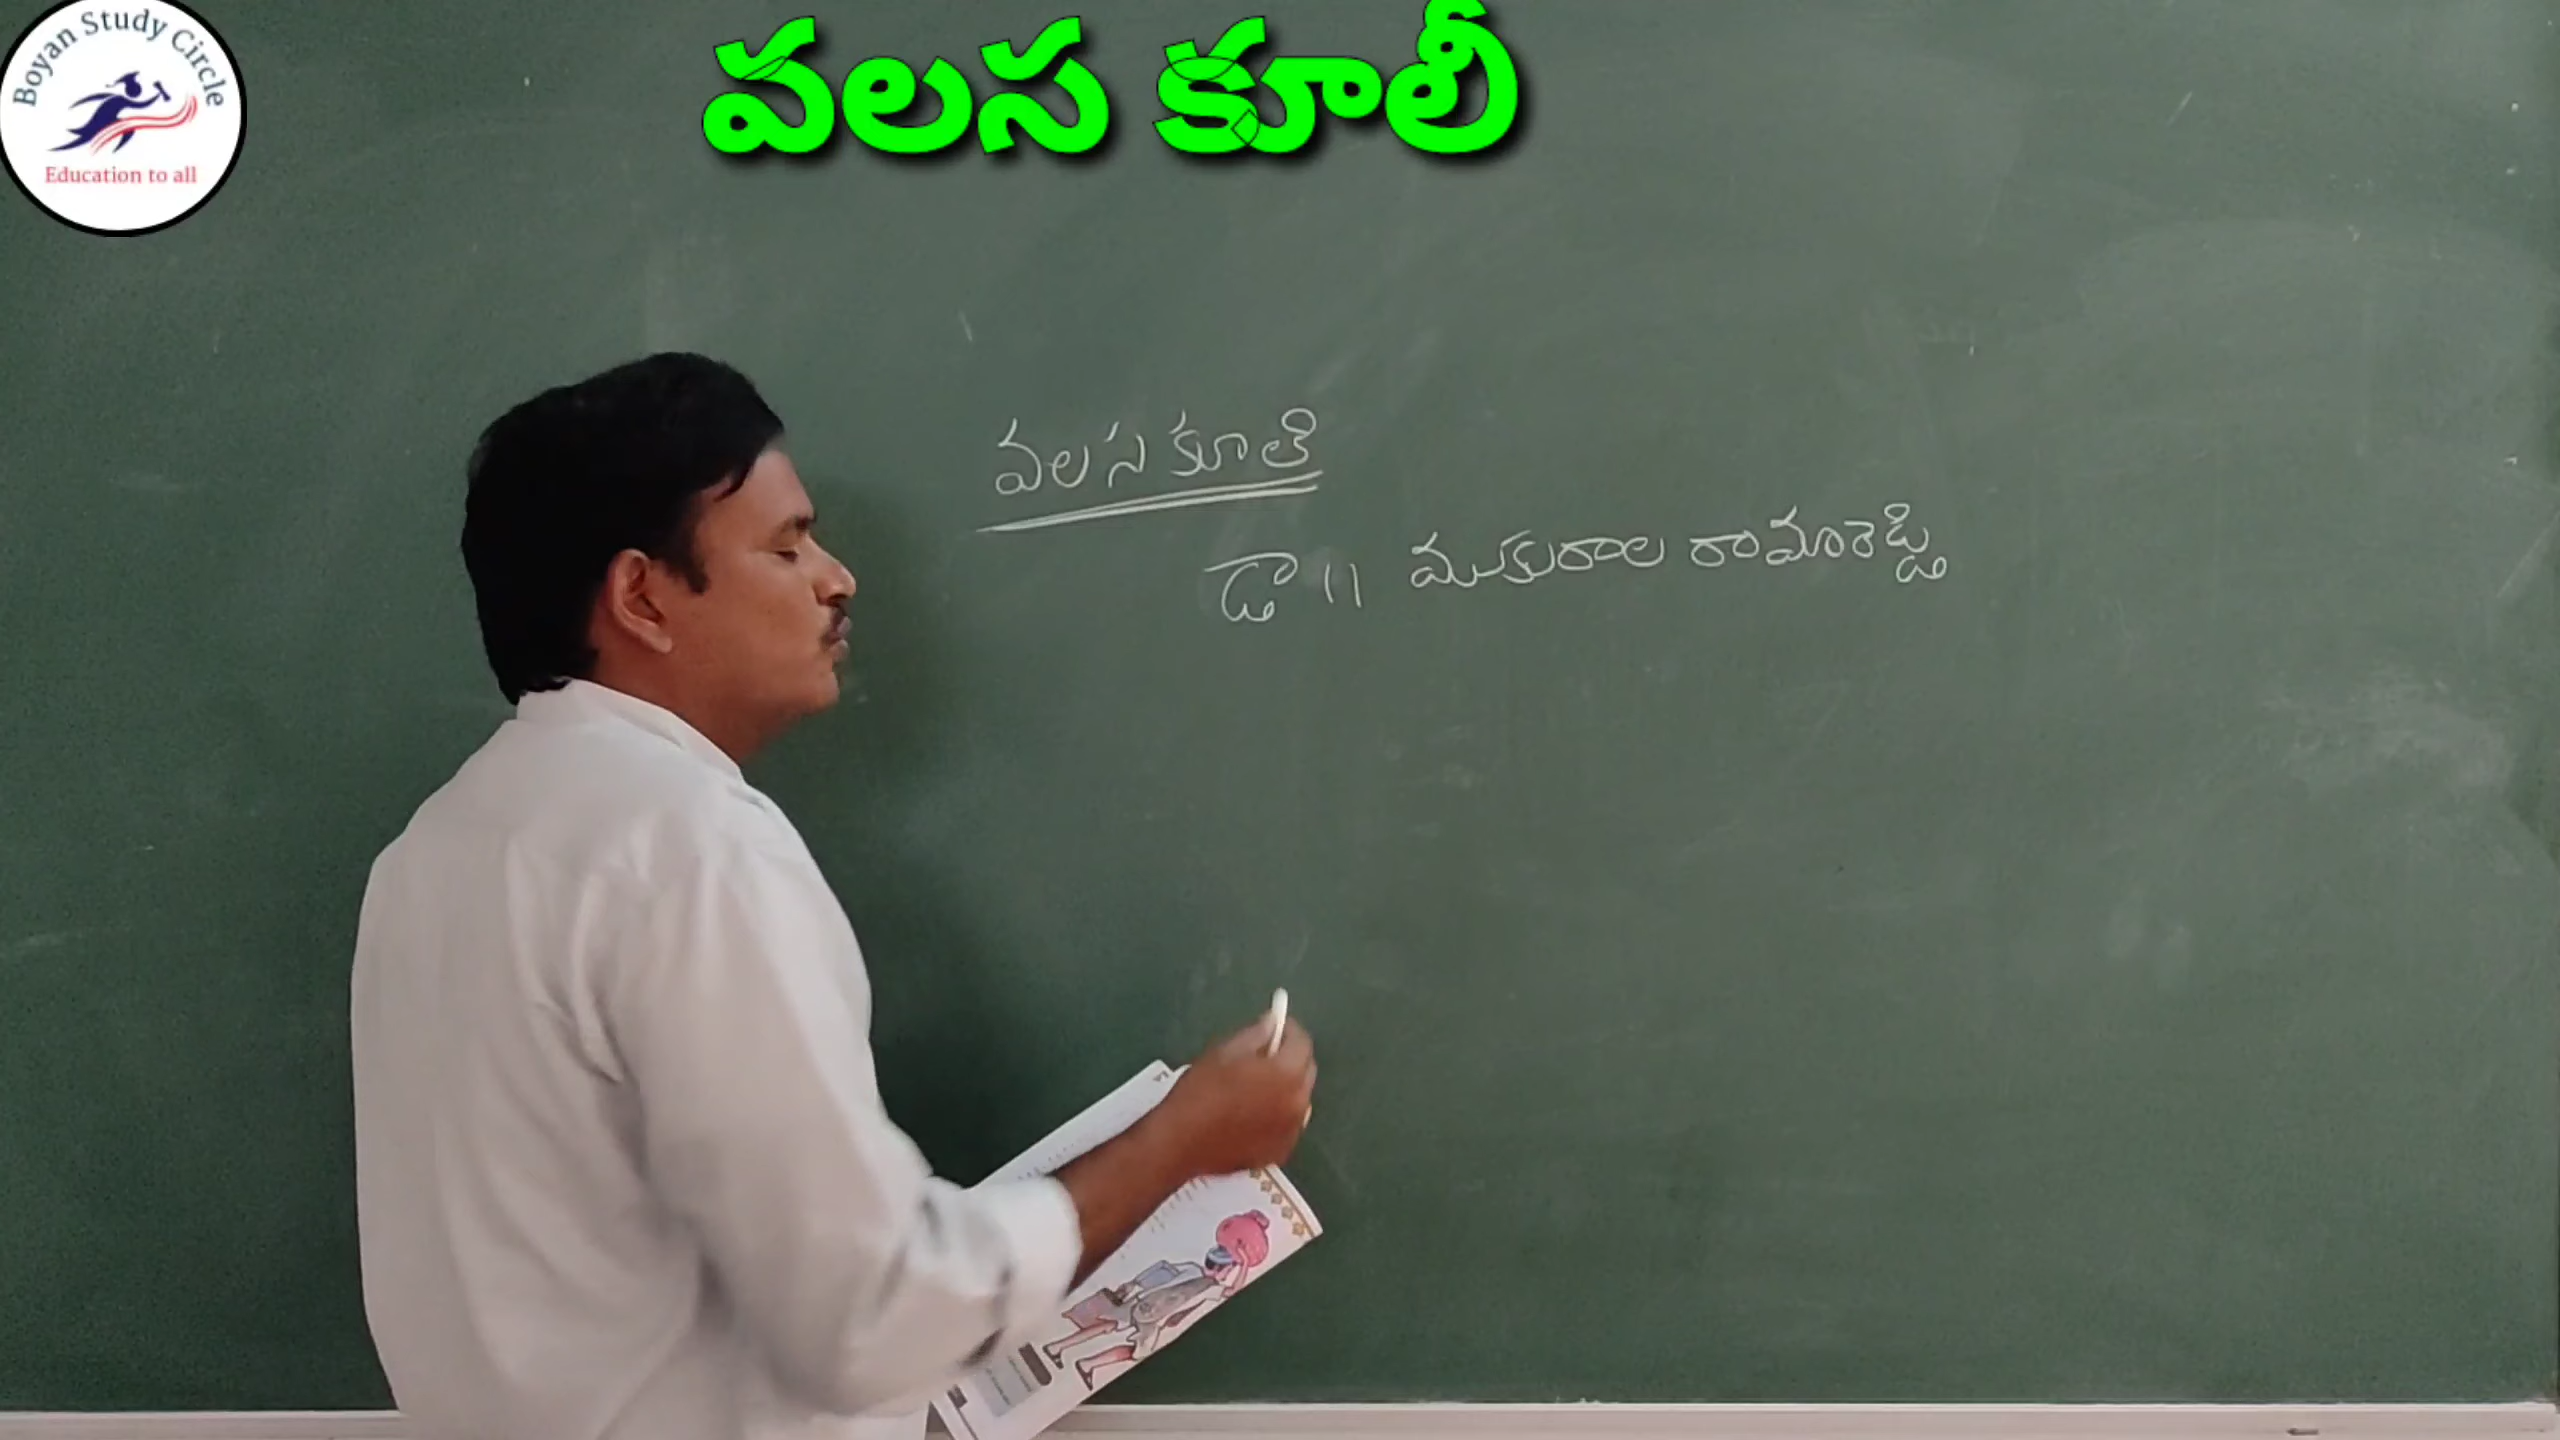 Boyan Study Circle
Education to all
వలస కూలీ
వలస కూలీ
డా॥ ముకురాల రామారెడ్డి